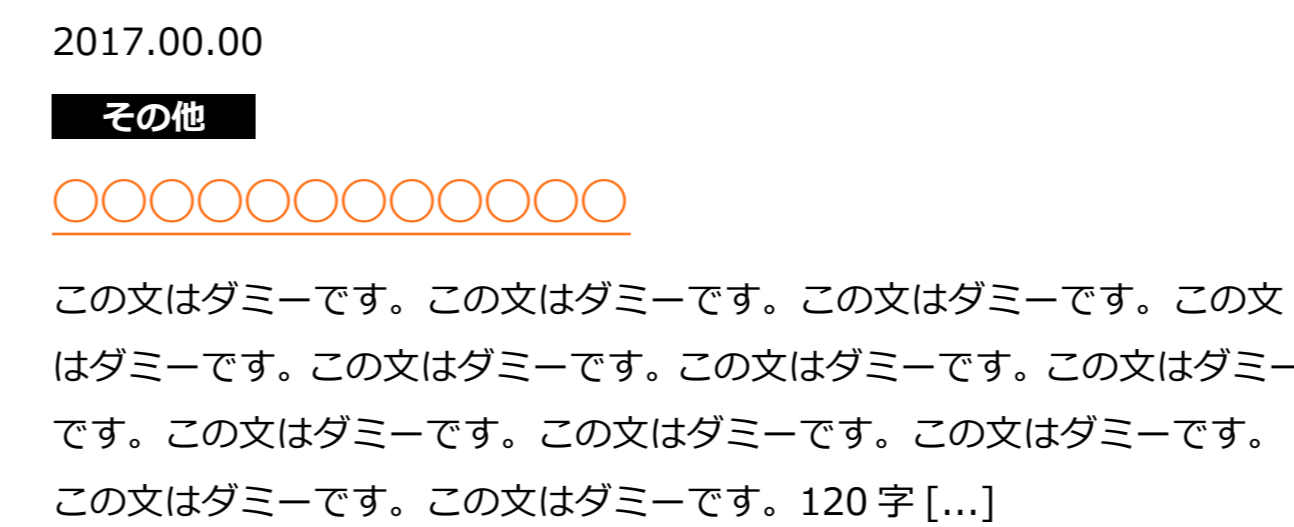 2017.00.00
その他
○○○○○○○○○○○○
この文はダミーです。この文はダミーです。この文はダミーです。この文
はダミーです。この文はダミーです。この文はダミーです。この文はダミー
です。この文はダミーです。この文はダミーです。この文はダミーです。
この文はダミーです。この文はダミーです。120 字 [...]